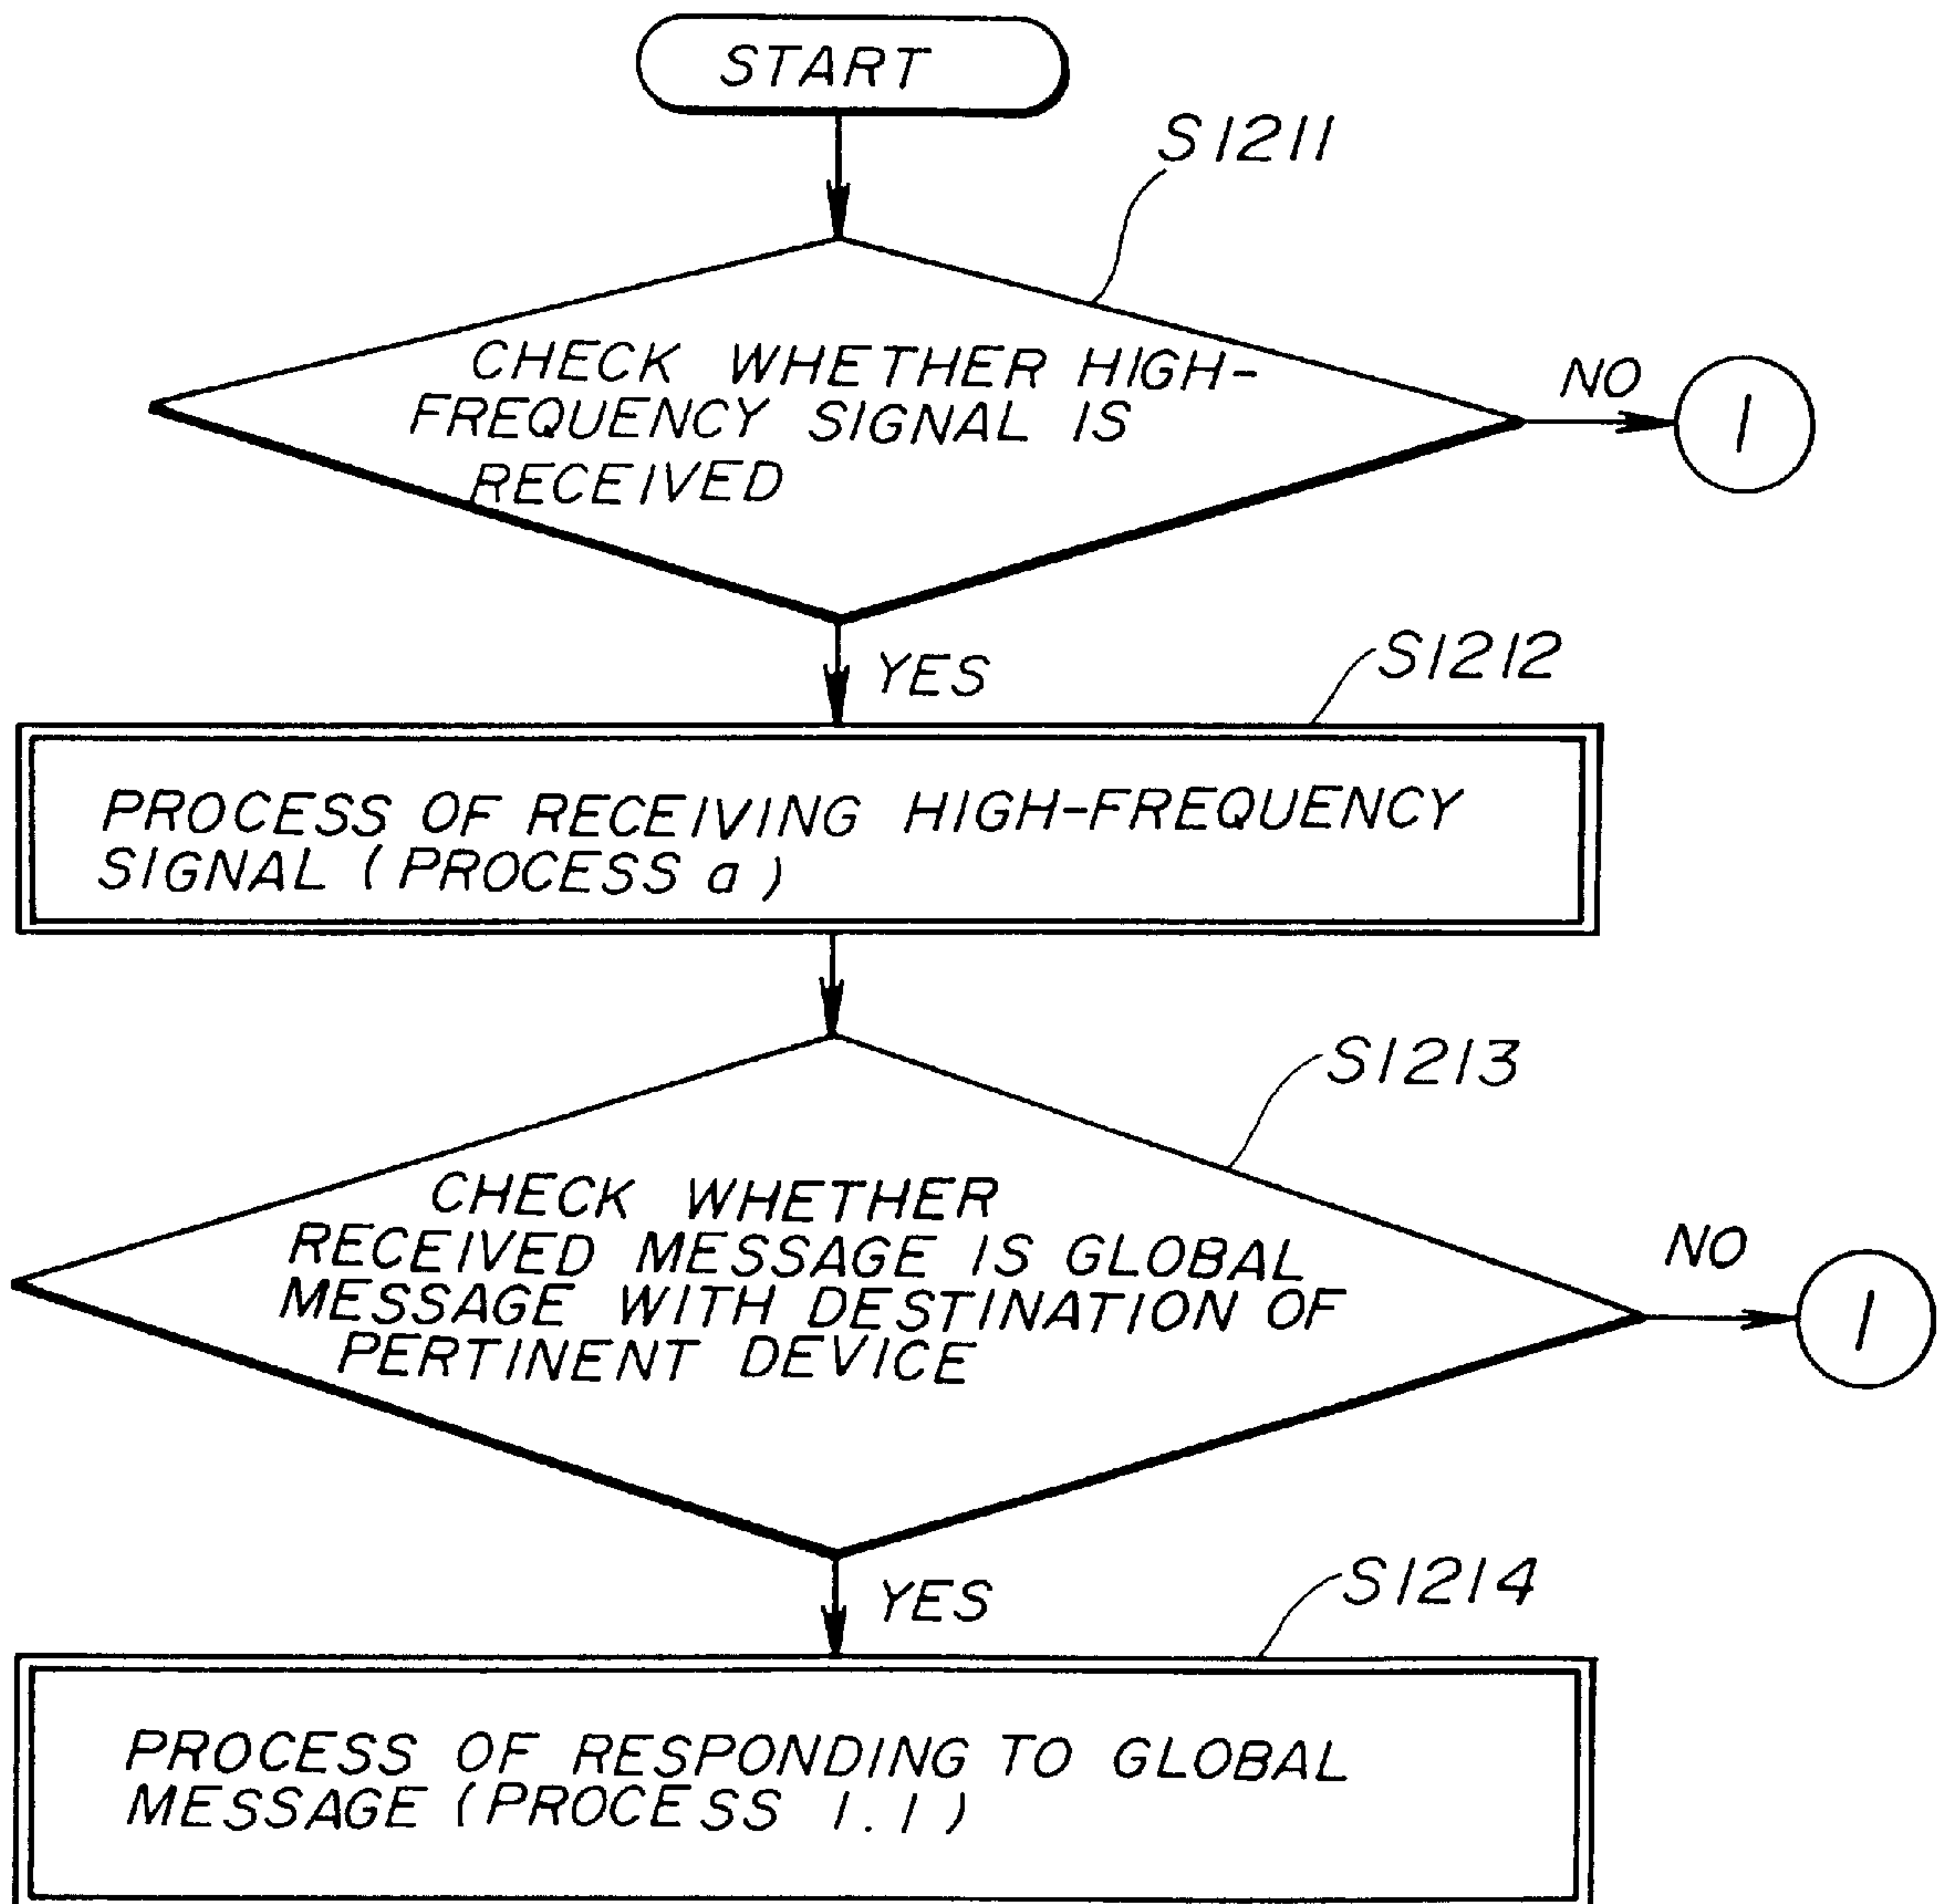 START
S1211
CHECK WHETHER HIGH-
FREQUENCY SIGNAL IS
RECEIVED
NO
1
YES
S1212
PROCESS OF RECEIVING HIGH-FREQUENCY
SIGNAL (PROCESS a)
S1213
CHECK WHETHER
RECEIVED MESSAGE IS GLOBAL
MESSAGE WITH DESTINATION OF
PERTINENT DEVICE
NO
1
YES
S1214
PROCESS OF RESPONDING TO GLOBAL
MESSAGE (PROCESS 1.1)